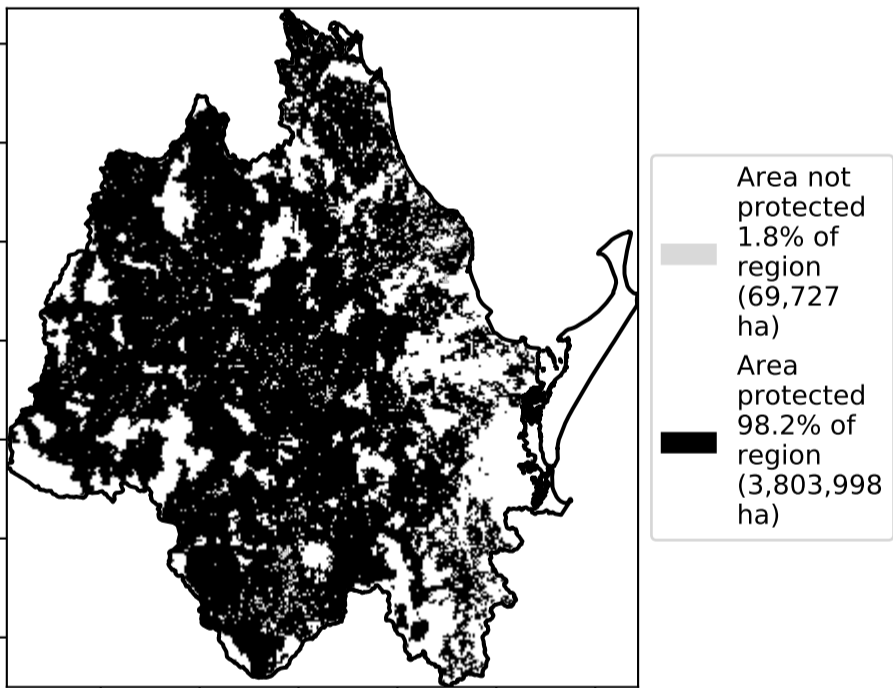 Area not
protected
1.8% of
region
(69,727
ha)
Area
protected
98.2% of
region
(3,803,998
ha)